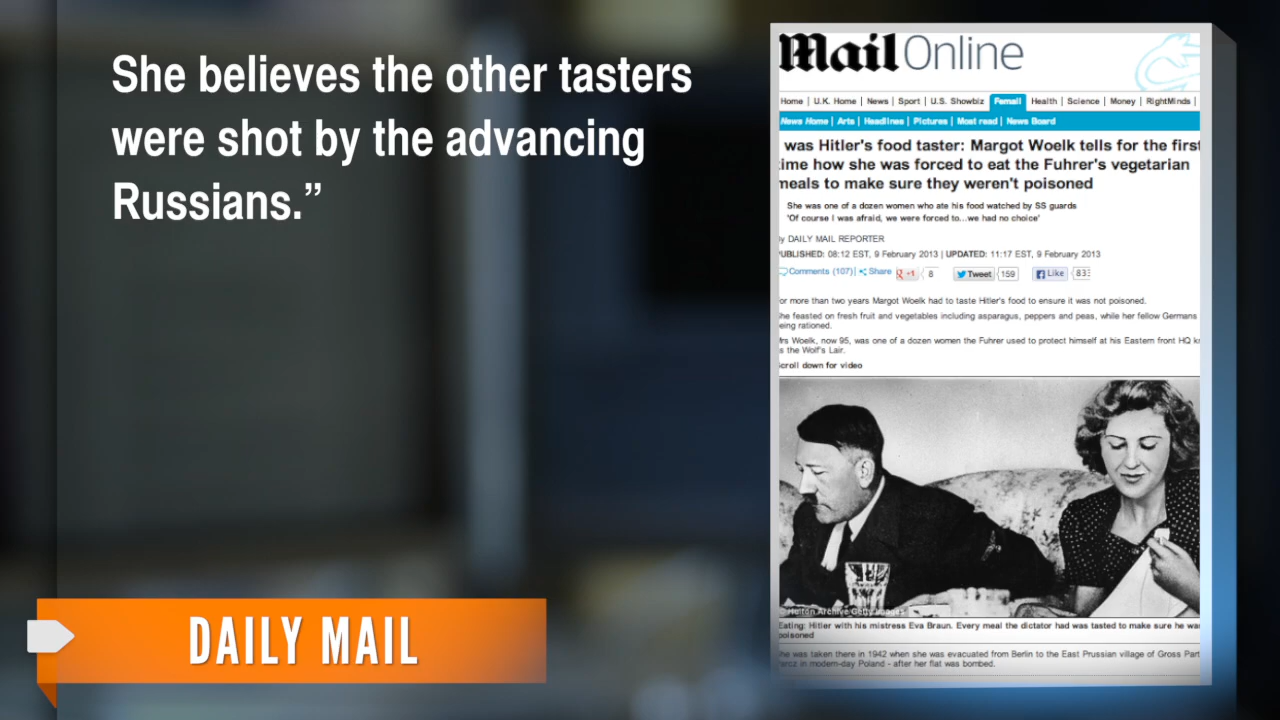 She believes the other tasters
were shot by the advancing
Russians.”
DAILY MAIL
Mail Online
Home | U.K. Home | News | Sport | U.S. Showbiz | Femail | Health | Science | Money | RightMinds |
News Home | Arts | Headlines | Pictures | Most read | News Board
was Hitler's food taster: Margot Woelk tells for the first
ime how she was forced to eat the Fuhrer's vegetarian
meals to make sure they weren't poisoned
She was one of a dozen women who ate his food watched by SS guards
'Of course I was afraid, we were forced to...we had no choice'
y DAILY MAIL REPORTER
UBLISHED: 08:12 EST, 9 February 2013 | UPDATED: 11:17 EST, 9 February 2013
Comments (107) | Share +1 8 Tweet 159 Like 833
or more than two years Margot Woelk had to taste Hitler's food to ensure it was not poisoned.
he feasted on fresh fruit and vegetables including asparagus, peppers and peas, while her fellow Germans
eing rationed.
rs Woelk, now 95, was one of a dozen women the Fuhrer used to protect himself at his Eastern front HQ k
s the Wolf's Lair.
croll down for video
© Hulton Archive Getty Images
Eating: Hitler with his mistress Eva Braun. Every meal the dictator had was tasted to make sure he was
poisoned
he was taken there in 1942 when she was evacuated from Berlin to the East Prussian village of Gross Part
in modern-day Poland - after her flat was bombed.